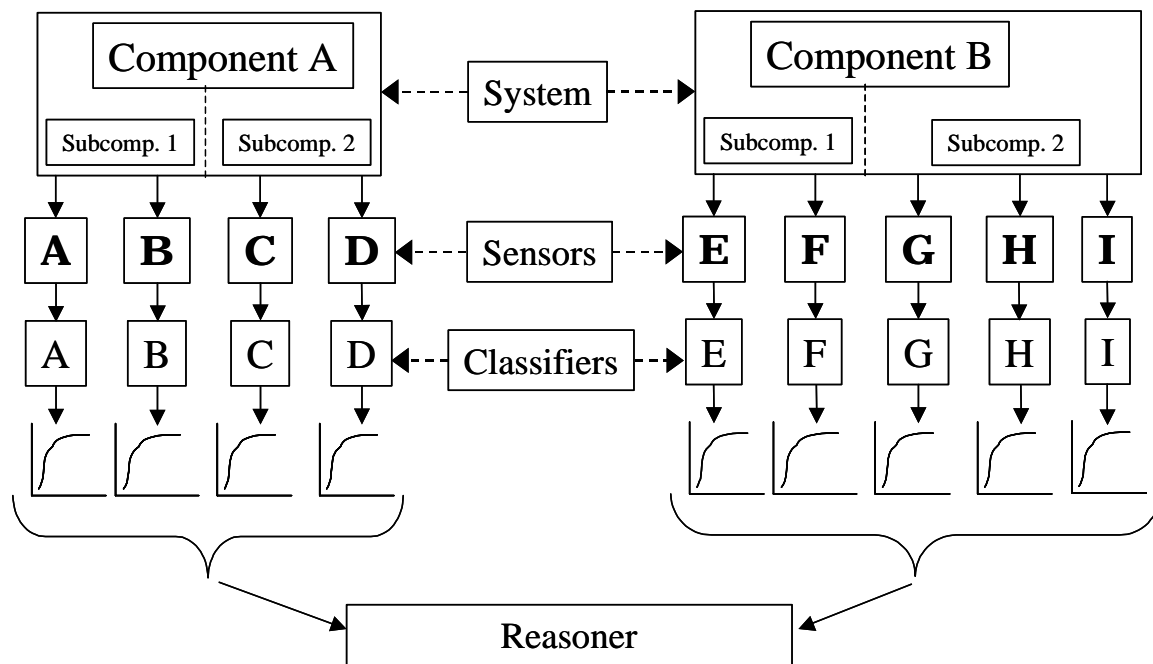 Component A
Component B
System
Subcomp. 1
Subcomp. 2
Subcomp. 1
Subcomp. 2
A
B
C
D
Sensors
E
F
G
H
I
A
B
C
D
Classifiers
E
F
G
H
I
Reasoner